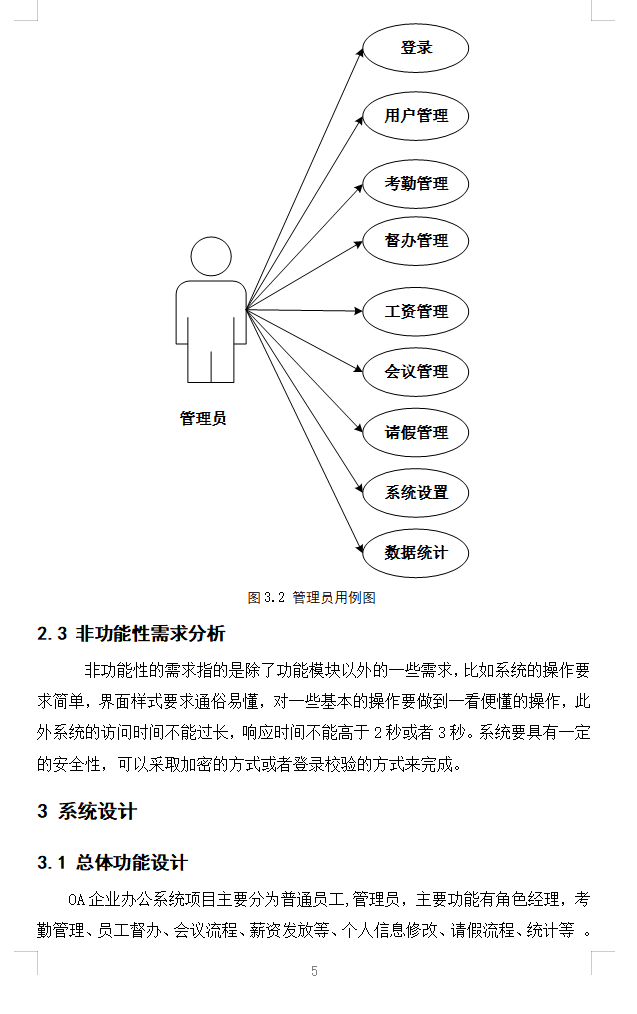 登录
用户管理
考勤管理
督办管理
工资管理
会议管理
请假管理
系统设置
数据统计
管理员
图3.2 管理员用例图
2.3 非功能性需求分析
非功能性的需求指的是除了功能模块以外的一些需求，比如系统的操作要
求简单，界面样式要求通俗易懂，对一些基本的操作要做到一看便懂的操作，此
外系统的访问时间不能过长，响应时间不能高于2秒或者3秒。系统要具有一定
的安全性，可以采取加密的方式或者登录校验的方式来完成。
3 系统设计
3.1 总体功能设计
OA企业办公系统项目主要分为普通员工,管理员，主要功能有角色经理，考
勤管理、员工督办、会议流程、薪资发放等、个人信息修改、请假流程、统计等 。
5